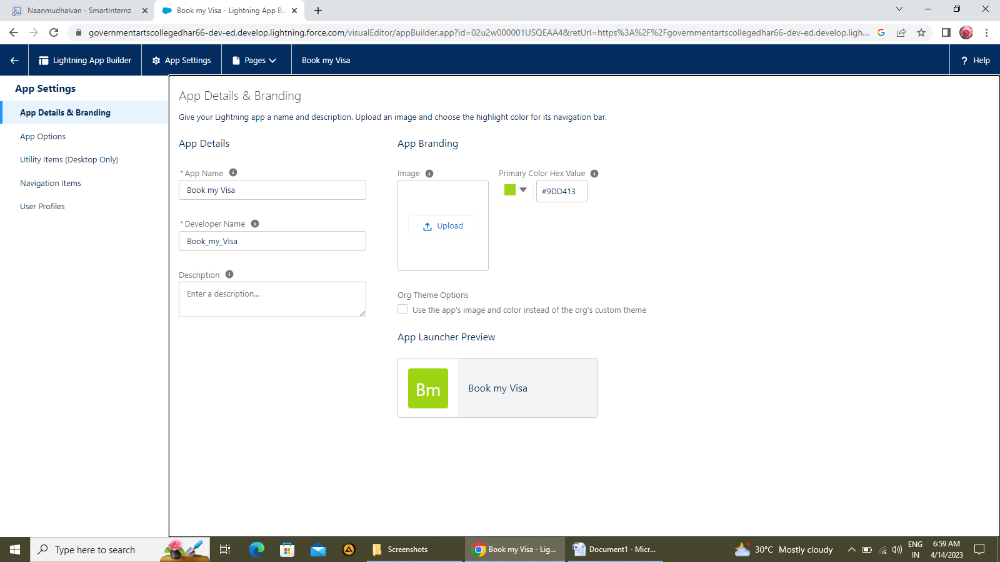 Naanmudhalvan - SmartInternz
Book my Visa - Lightning App Bu
governmentartscollegedhar66-dev-ed.develop.lightning.force.com/visualEditor/appBuilder.app?id=02u2w000001USQEAA4&retUrl=https%3A%2F%2Fgovernmentartscollegedhar66-dev-ed.develop.ligh...
Lightning App Builder
App Settings
Pages
Book my Visa
? Help
App Settings
App Details & Branding
App Options
Utility Items (Desktop Only)
Navigation Items
User Profiles
App Details & Branding
Give your Lightning app a name and description. Upload an image and choose the highlight color for its navigation bar.
App Details
*App Name
Book my Visa
*Developer Name
Book_my_Visa
Description
Enter a description...
App Branding
Image
Upload
Primary Color Hex Value
#9DD413
Org Theme Options
Use the app's image and color instead of the org's custom theme
App Launcher Preview
Bm
Book my Visa
Type here to search
Screenshots
Book my Visa - Lig...
Document1 - Micr...
30°C Mostly cloudy
ENG
IN
6:59 AM
4/14/2023